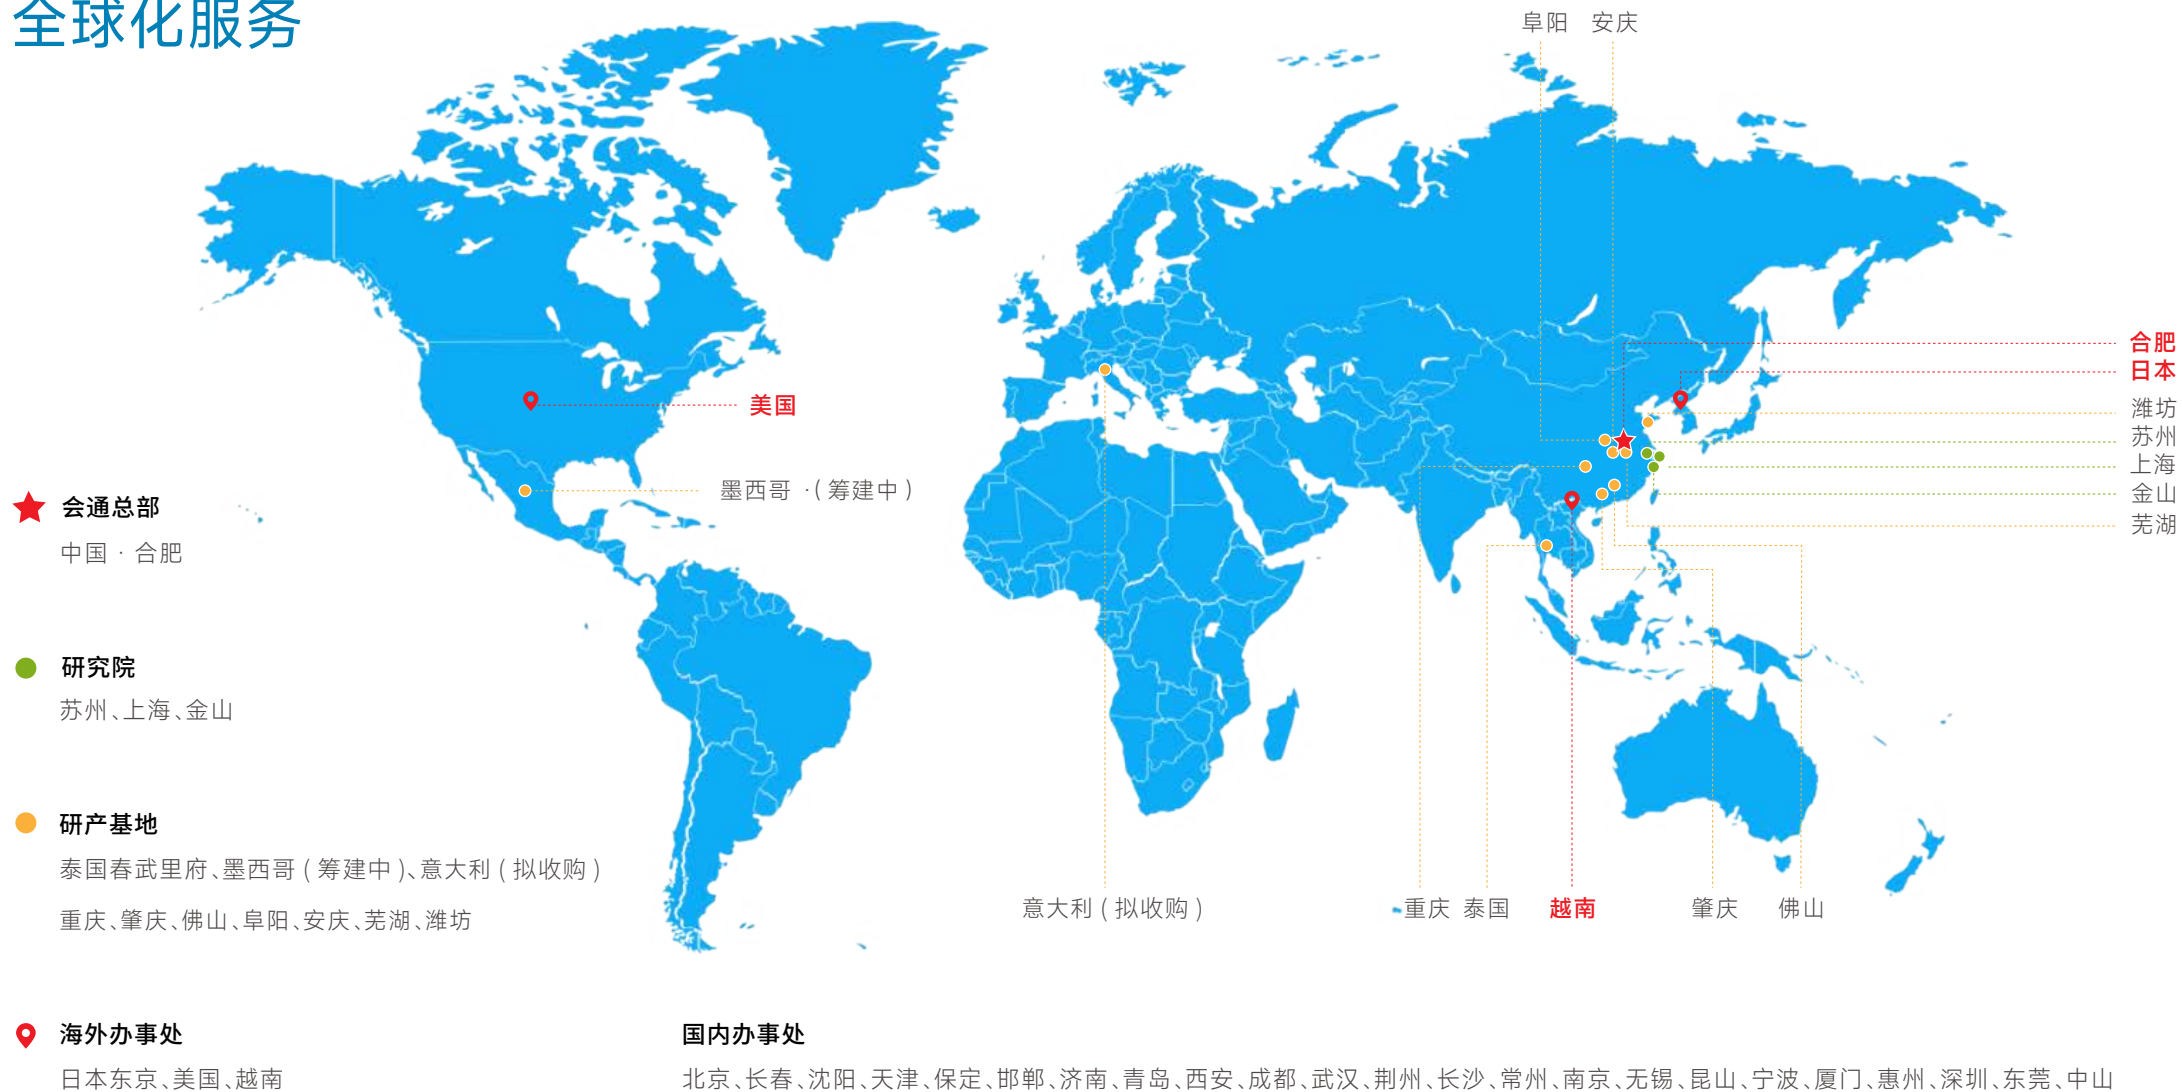 全球化服务
阜阳 安庆
合肥
日本
潍坊
苏州
上海
金山
芜湖
美国
墨西哥 ·( 筹建中 )
会通总部
中国 · 合肥
研究院
苏州、上海、金山
研产基地
泰国春武里府、墨西哥 ( 筹建中 )、意大利 ( 拟收购 )
重庆、肇庆、佛山、阜阳、安庆、芜湖、潍坊
意大利 ( 拟收购 )
重庆 泰国 越南 肇庆 佛山
海外办事处
日本东京、美国、越南
国内办事处
北京、长春、沈阳、天津、保定、邯郸、济南、青岛、西安、成都、武汉、荆州、长沙、常州、南京、无锡、昆山、宁波、厦门、惠州、深圳、东莞、中山